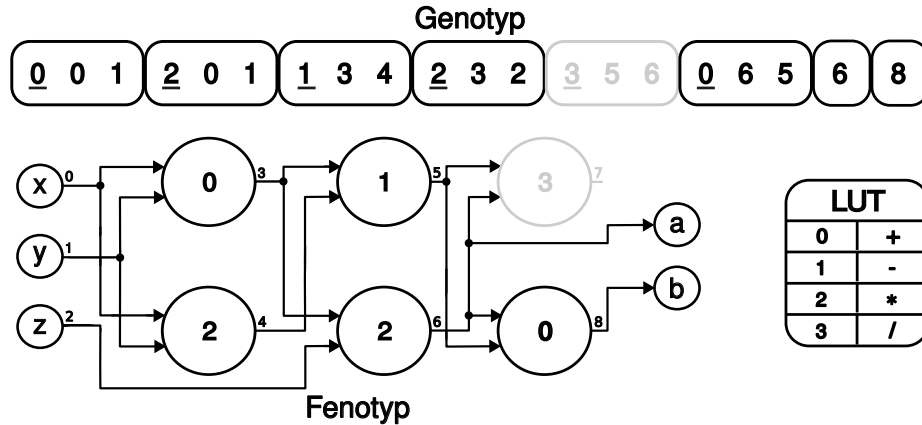 Genotyp
0 0 1 2 0 1 1 3 4 2 3 2 3 5 6 0 6 5 6 8
x 0 0 3 1 5 3 7
y 1 a
LUT
0 +
1 -
2 *
3 /
z 2 2 4 2 6 0 8 b
Fenotyp